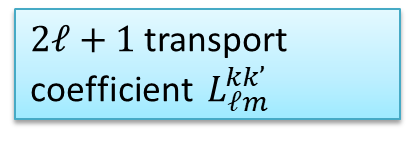 2ℓ + 1 transport
coefficient L_{ℓm}^{kk'}